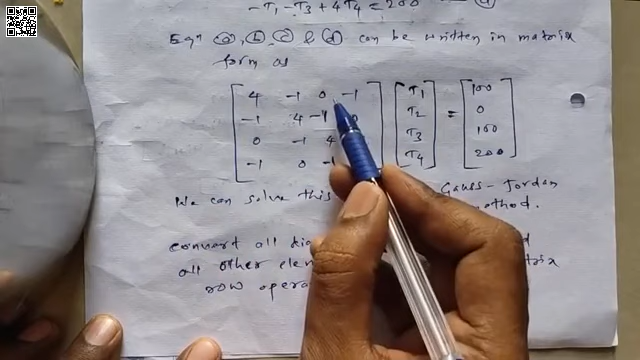 -T1 -T3 + 4T4 = 200 — (d)
Eqn (a), (b), (c) & (d) can be written in matrix
form as
4 -1 0 -1 T1 100
-1 4 -1 0 T2 = 0
0 -1 4 T3 100
-1 0 -1 T4 200
We can solve this Gauss-Jordan
method.
convert all
all other
row